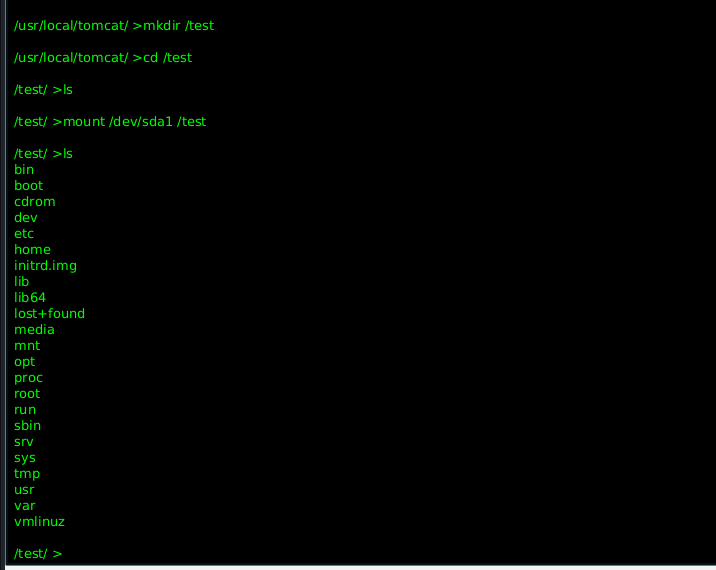 /usr/local/tomcat/ >mkdir /test
/usr/local/tomcat/ >cd /test
/test/ >ls
/test/ >mount /dev/sda1 /test
/test/ >ls
bin
boot
cdrom
dev
etc
home
initrd.img
lib
lib64
lost+found
media
mnt
opt
proc
root
run
sbin
srv
sys
tmp
usr
var
vmlinuz
/test/ >